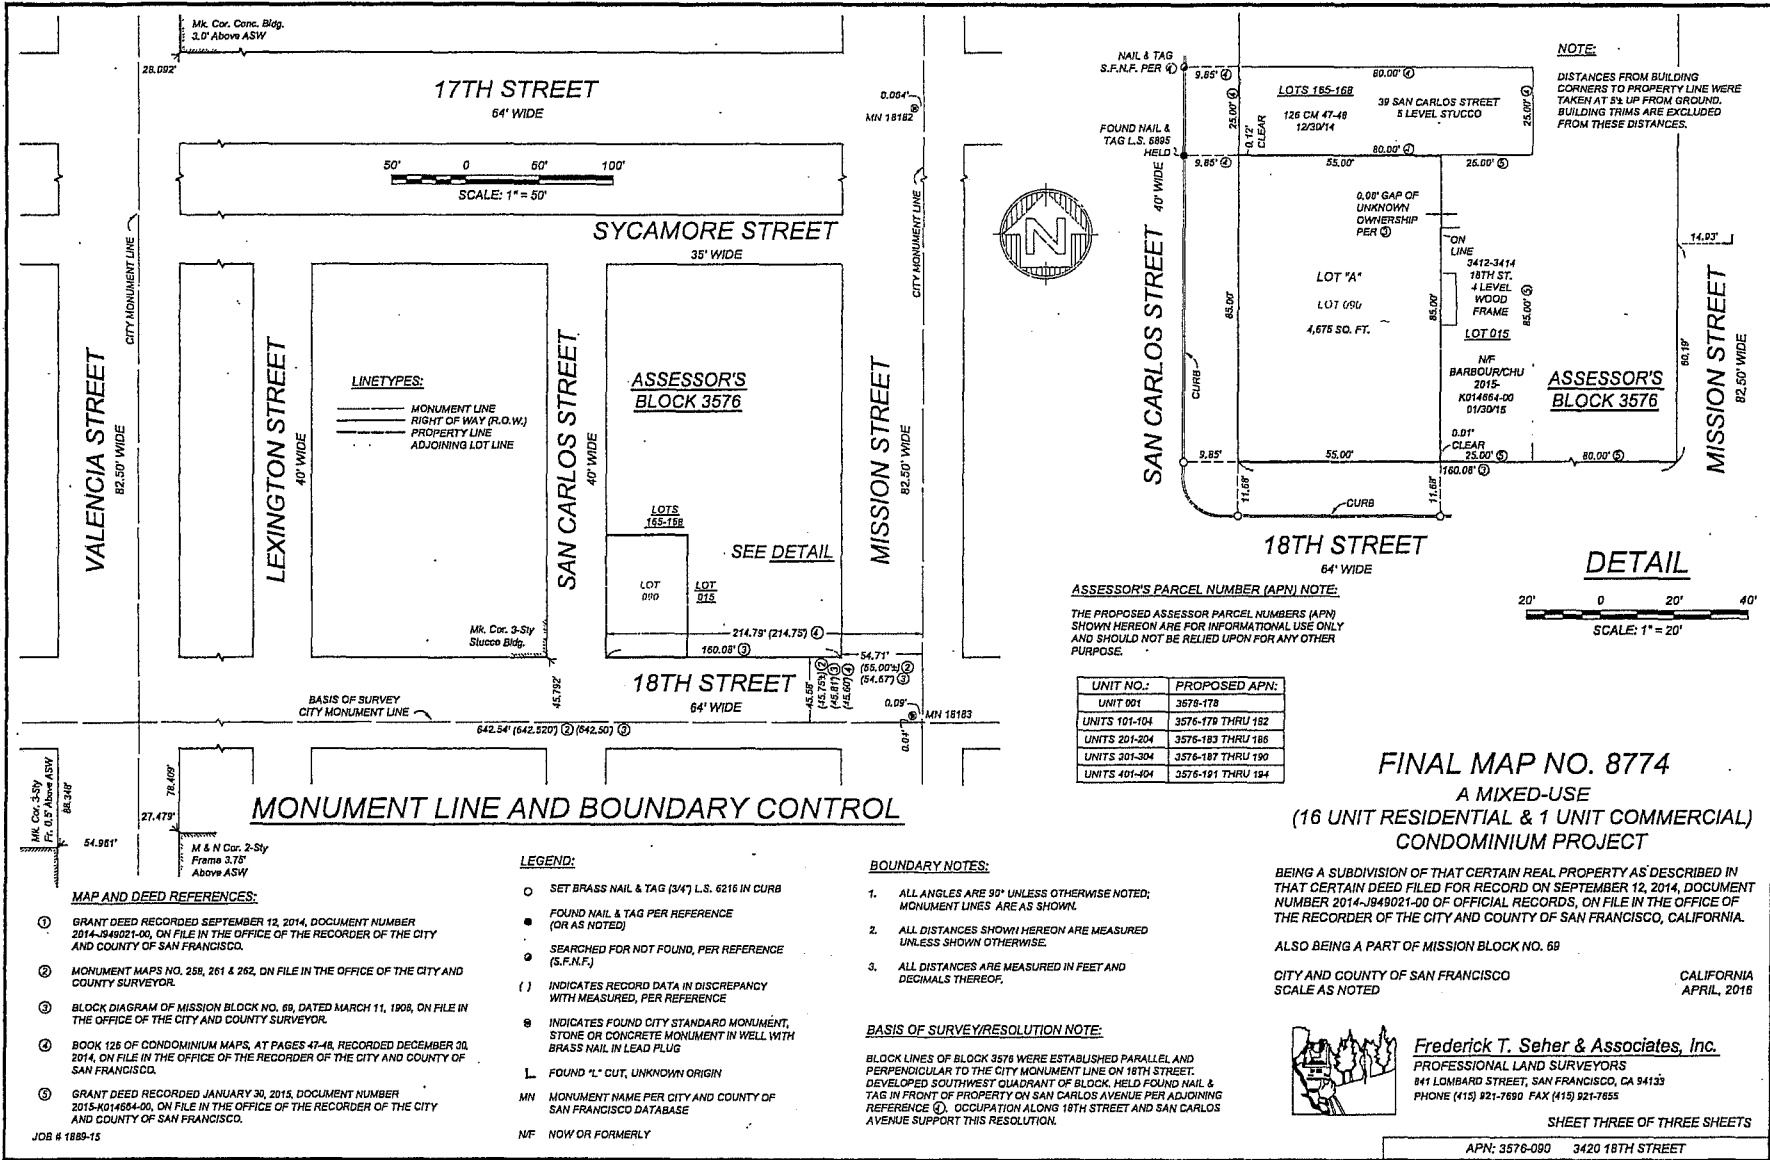 Mk. Cor. Conc. Bldg.
3.0' Above ASW
28.092'
17TH STREET
64' WIDE
0.084'
MN 18182
50' 0 50' 100'
SCALE: 1" = 50'
SYCAMORE STREET
35' WIDE
CITY MONUMENT LINE
CITY MONUMENT LINE
VALENCIA STREET
82.50' WIDE
LEXINGTON STREET
40' WIDE
LINETYPES:
MONUMENT LINE
RIGHT OF WAY (R.O.W.)
PROPERTY LINE
ADJOINING LOT LINE
SAN CARLOS STREET
40' WIDE
ASSESSOR'S
BLOCK 3576
MISSION STREET
82.50' WIDE
LOTS
165-168
SEE DETAIL
LOT
090
LOT
015
Mk. Cor. 3-Sty
Stucco Bldg.
214.79' (214.75') ④
160.08' ③
54.71'
(55.00'±) ②
(54.67') ③
45.58'
(45.75'±) ②
(45.81') ③
(45.60') ④
45.792'
18TH STREET
64' WIDE
BASIS OF SURVEY
CITY MONUMENT LINE
0.09'
MN 18183
0.04'
642.54' (642.520') ② (642.50') ③
Mk. Cor. 3-Sty
Fr. 0.5' Above ASW
88.348'
78.409'
27.479'
54.961'
M & N Cor. 2-Sty
Frame 3.75'
Above ASW
MONUMENT LINE AND BOUNDARY CONTROL
NAIL & TAG
S.F.N.F. PER ④
9.85' ④
80.00' ④
LOTS 165-168
126 CM 47-48
12/30/14
39 SAN CARLOS STREET
5 LEVEL STUCCO
25.00' ④
25.00' ④
0.12'
CLEAR
FOUND NAIL &
TAG L.S. 6895
HELD
80.00' ④
9.85' ④
55.00'
25.00' ⑤
NOTE:
DISTANCES FROM BUILDING
CORNERS TO PROPERTY LINE WERE
TAKEN AT 5'± UP FROM GROUND.
BUILDING TRIMS ARE EXCLUDED
FROM THESE DISTANCES.
SAN CARLOS STREET 40' WIDE
0.08' GAP OF
UNKNOWN
OWNERSHIP
PER ③
ON
LINE
3412-3414
18TH ST.
4 LEVEL
WOOD
FRAME
LOT 015
N/F
BARBOUR/CHU
2015-
K014664-00
01/30/15
LOT "A"
LOT 090
4,675 SQ. FT.
85.00'
85.00'
85.00' ⑤
14.93'
60.19'
ASSESSOR'S
BLOCK 3576
MISSION STREET
82.50' WIDE
CURB
0.01'
CLEAR
9.85'
55.00'
25.00' ⑤
80.00' ⑤
160.08' ③
11.68'
11.68'
CURB
18TH STREET
64' WIDE
DETAIL
20' 0 20' 40'
SCALE: 1" = 20'
ASSESSOR'S PARCEL NUMBER (APN) NOTE:
THE PROPOSED ASSESSOR PARCEL NUMBERS (APN)
SHOWN HEREON ARE FOR INFORMATIONAL USE ONLY
AND SHOULD NOT BE RELIED UPON FOR ANY OTHER
PURPOSE.
UNIT NO.: PROPOSED APN:
UNIT 001 3576-178
UNITS 101-104 3576-179 THRU 182
UNITS 201-204 3576-183 THRU 186
UNITS 301-304 3576-187 THRU 190
UNITS 401-404 3576-191 THRU 194
FINAL MAP NO. 8774
A MIXED-USE
(16 UNIT RESIDENTIAL & 1 UNIT COMMERCIAL)
CONDOMINIUM PROJECT
BEING A SUBDIVISION OF THAT CERTAIN REAL PROPERTY AS DESCRIBED IN
THAT CERTAIN DEED FILED FOR RECORD ON SEPTEMBER 12, 2014, DOCUMENT
NUMBER 2014-J949021-00 OF OFFICIAL RECORDS, ON FILE IN THE OFFICE OF
THE RECORDER OF THE CITY AND COUNTY OF SAN FRANCISCO, CALIFORNIA.
ALSO BEING A PART OF MISSION BLOCK NO. 69
CITY AND COUNTY OF SAN FRANCISCO CALIFORNIA
SCALE AS NOTED APRIL, 2016
MAP AND DEED REFERENCES:
① GRANT DEED RECORDED SEPTEMBER 12, 2014, DOCUMENT NUMBER
2014-J949021-00, ON FILE IN THE OFFICE OF THE RECORDER OF THE CITY
AND COUNTY OF SAN FRANCISCO.
② MONUMENT MAPS NO. 258, 261 & 262, ON FILE IN THE OFFICE OF THE CITY AND
COUNTY SURVEYOR.
③ BLOCK DIAGRAM OF MISSION BLOCK NO. 69, DATED MARCH 11, 1908, ON FILE IN
THE OFFICE OF THE CITY AND COUNTY SURVEYOR.
④ BOOK 126 OF CONDOMINIUM MAPS, AT PAGES 47-48, RECORDED DECEMBER 30,
2014, ON FILE IN THE OFFICE OF THE RECORDER OF THE CITY AND COUNTY OF
SAN FRANCISCO.
⑤ GRANT DEED RECORDED JANUARY 30, 2015, DOCUMENT NUMBER
2015-K014664-00, ON FILE IN THE OFFICE OF THE RECORDER OF THE CITY
AND COUNTY OF SAN FRANCISCO.
JOB # 1889-15
LEGEND:
SET BRASS NAIL & TAG (3/4") L.S. 6216 IN CURB
FOUND NAIL & TAG PER REFERENCE
(OR AS NOTED)
SEARCHED FOR NOT FOUND, PER REFERENCE
(S.F.N.F.)
( ) INDICATES RECORD DATA IN DISCREPANCY
WITH MEASURED, PER REFERENCE
INDICATES FOUND CITY STANDARD MONUMENT,
STONE OR CONCRETE MONUMENT IN WELL WITH
BRASS NAIL IN LEAD PLUG
L FOUND "L" CUT, UNKNOWN ORIGIN
MN MONUMENT NAME PER CITY AND COUNTY OF
SAN FRANCISCO DATABASE
N/F NOW OR FORMERLY
BOUNDARY NOTES:
1. ALL ANGLES ARE 90° UNLESS OTHERWISE NOTED;
MONUMENT LINES ARE AS SHOWN.
2. ALL DISTANCES SHOWN HEREON ARE MEASURED
UNLESS SHOWN OTHERWISE.
3. ALL DISTANCES ARE MEASURED IN FEET AND
DECIMALS THEREOF.
BASIS OF SURVEY/RESOLUTION NOTE:
BLOCK LINES OF BLOCK 3576 WERE ESTABLISHED PARALLEL AND
PERPENDICULAR TO THE CITY MONUMENT LINE ON 18TH STREET.
DEVELOPED SOUTHWEST QUADRANT OF BLOCK. HELD FOUND NAIL &
TAG IN FRONT OF PROPERTY ON SAN CARLOS AVENUE PER ADJOINING
REFERENCE ④. OCCUPATION ALONG 18TH STREET AND SAN CARLOS
AVENUE SUPPORT THIS RESOLUTION.
Frederick T. Seher & Associates, Inc.
PROFESSIONAL LAND SURVEYORS
841 LOMBARD STREET, SAN FRANCISCO, CA 94133
PHONE (415) 921-7690 FAX (415) 921-7655
SHEET THREE OF THREE SHEETS
APN: 3576-090 3420 18TH STREET